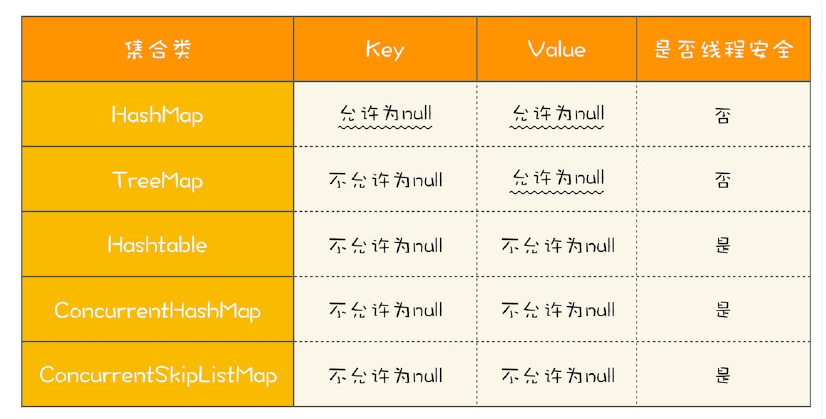 集合类 Key Value 是否线程安全
HashMap 允许为null 允许为null 否
TreeMap 不允许为null 允许为null 否
Hashtable 不允许为null 不允许为null 是
ConcurrentHashMap 不允许为null 不允许为null 是
ConcurrentSkipListMap 不允许为null 不允许为null 是